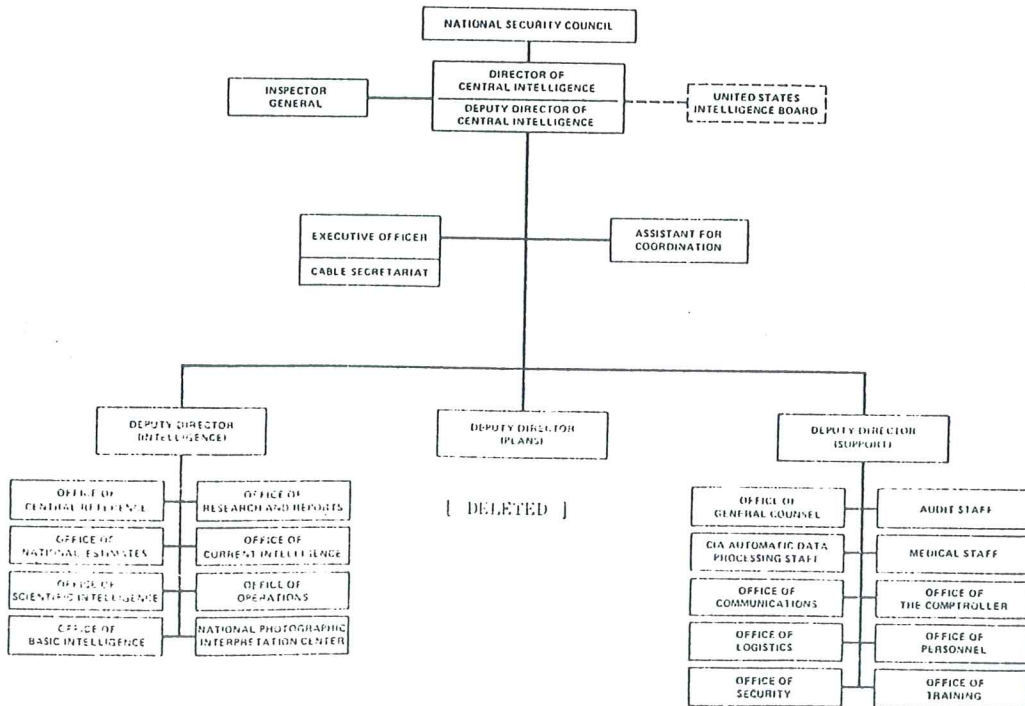 NATIONAL SECURITY COUNCIL
INSPECTOR
GENERAL
DIRECTOR OF
CENTRAL INTELLIGENCE
DEPUTY DIRECTOR OF
CENTRAL INTELLIGENCE
UNITED STATES
INTELLIGENCE BOARD
EXECUTIVE OFFICER
CABLE SECRETARIAT
ASSISTANT FOR
COORDINATION
DEPUTY DIRECTOR
(INTELLIGENCE)
OFFICE OF
CENTRAL REFERENCE
OFFICE OF
RESEARCH AND REPORTS
OFFICE OF
NATIONAL ESTIMATES
OFFICE OF
CURRENT INTELLIGENCE
OFFICE OF
SCIENTIFIC INTELLIGENCE
OFFICE OF
OPERATIONS
OFFICE OF
BASIC INTELLIGENCE
NATIONAL PHOTOGRAPHIC
INTERPRETATION CENTER
DEPUTY DIRECTOR
(PLANS)
[ DELETED ]
DEPUTY DIRECTOR
(SUPPORT)
OFFICE OF
GENERAL COUNSEL
AUDIT STAFF
CIA AUTOMATIC DATA
PROCESSING STAFF
MEDICAL STAFF
OFFICE OF
COMMUNICATIONS
OFFICE OF
THE COMPTROLLER
OFFICE OF
LOGISTICS
OFFICE OF
PERSONNEL
OFFICE OF
SECURITY
OFFICE OF
TRAINING